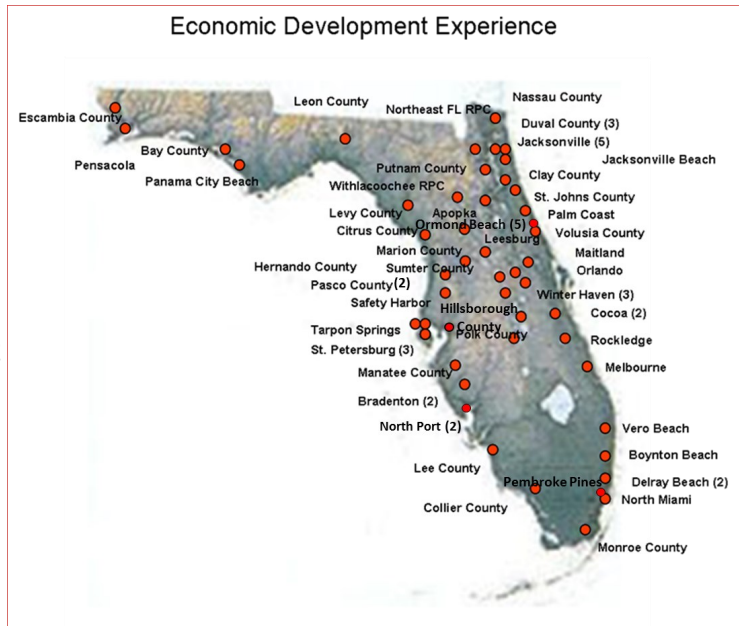 Economic Development Experience
Nassau County
Leon County
Northeast FL RPC
Escambia County
Duval County (3)
Jacksonville (5)
Bay County
Jacksonville Beach
Pensacola
Putnam County
Clay County
Panama City Beach
Withlacoochee RPC
St. Johns County
Levy County
Apopka
Palm Coast
Ormond Beach (5)
Citrus County
Volusia County
Leesburg
Marion County
Maitland
Hernando County
Sumter County
Orlando
Pasco County (2)
Winter Haven (3)
Safety Harbor
Hillsborough
County
Cocoa (2)
Tarpon Springs
Polk County
Rockledge
St. Petersburg (3)
Melbourne
Manatee County
Bradenton (2)
North Port (2)
Vero Beach
Boynton Beach
Lee County
Pembroke Pines
Delray Beach (2)
North Miami
Collier County
Monroe County